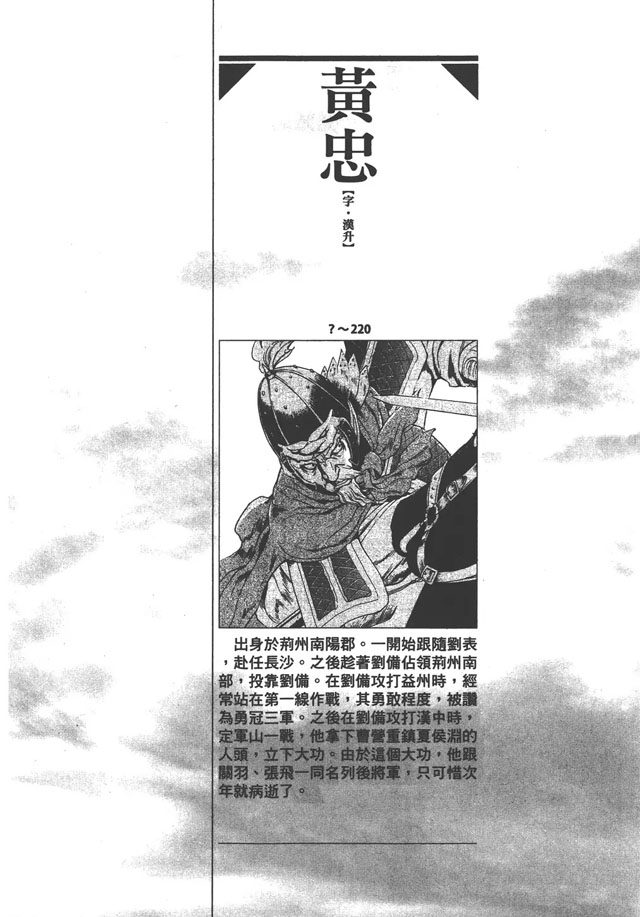 黃忠
【字·漢升】
?～220
出身於荊州南陽郡。一開始跟隨劉表
，赴任長沙。之後趁著劉備佔領荊州南
部，投靠劉備。在劉備攻打益州時，經
常站在第一線作戰，其勇敢程度，被讚
為勇冠三軍。之後在劉備攻打漢中時，
定軍山一戰，他拿下曹營重鎮夏侯淵的
人頭，立下大功。由於這個大功，他跟
關羽、張飛一同名列後將軍，只可惜次
年就病逝了。